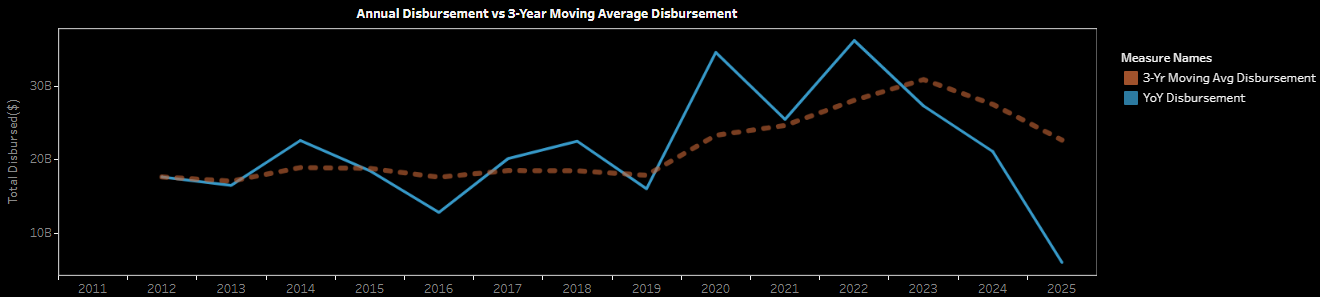 Annual Disbursement vs 3-Year Moving Average Disbursement
Measure Names
3-Yr Moving Avg Disbursement
YoY Disbursement
Total Disbursed($)
30B
20B
10B
2011 2012 2013 2014 2015 2016 2017 2018 2019 2020 2021 2022 2023 2024 2025